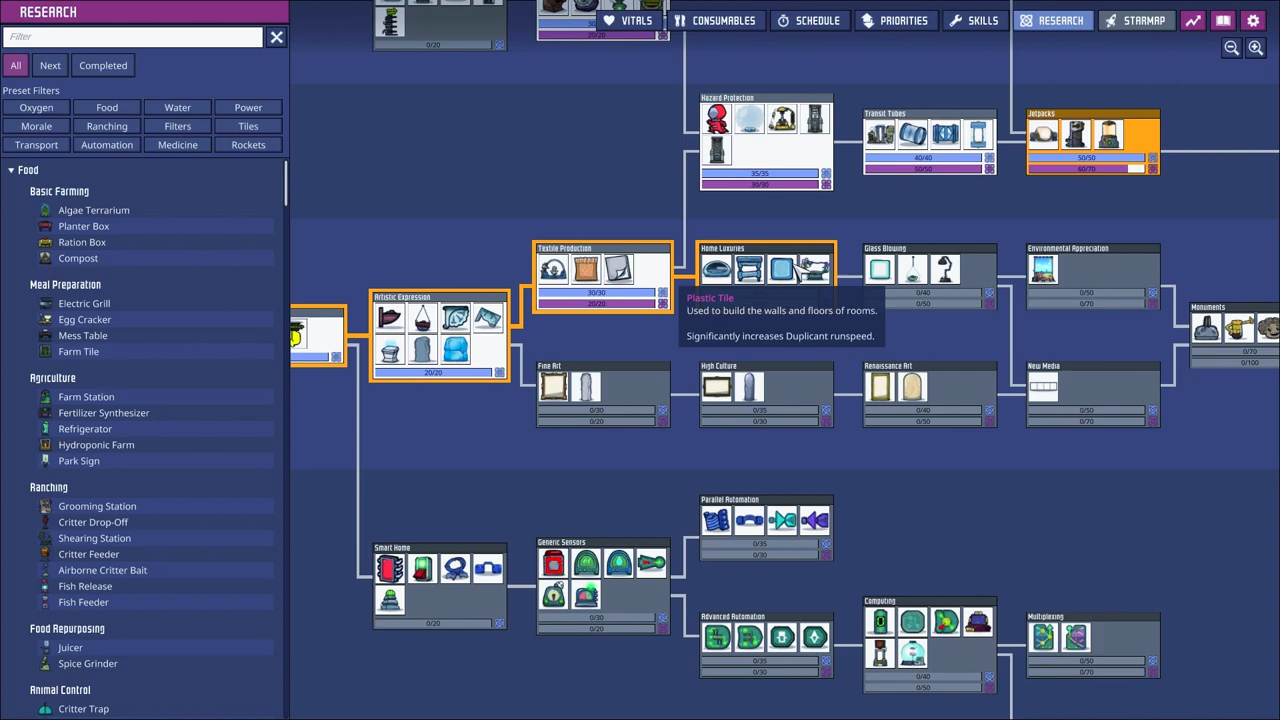 RESEARCH
VITALS
CONSUMABLES
SCHEDULE
PRIORITIES
SKILLS
RESEARCH
STARMAP
Filter
All
Next
Completed
Preset Filters
Oxygen
Food
Water
Power
Morale
Ranching
Filters
Tiles
Transport
Automation
Medicine
Rockets
Food
Basic Farming
Algae Terrarium
Planter Box
Ration Box
Compost
Meal Preparation
Electric Grill
Egg Cracker
Mess Table
Farm Tile
Agriculture
Farm Station
Fertilizer Synthesizer
Refrigerator
Hydroponic Farm
Park Sign
Ranching
Grooming Station
Critter Drop-Off
Shearing Station
Critter Feeder
Airborne Critter Bait
Fish Release
Fish Feeder
Food Repurposing
Juicer
Spice Grinder
Animal Control
Critter Trap
0/20
20/20
Hazard Protection
35/35
30/30
Transit Tubes
40/40
50/50
Jetpacks
50/50
60/70
Artistic Expression
20/20
Textile Production
30/30
20/20
Home Luxuries
Plastic Tile
Used to build the walls and floors of rooms.
Significantly increases Duplicant runspeed.
Glass Blowing
0/40
0/50
Environmental Appreciation
0/50
0/70
Monuments
0/70
0/100
Fine Art
0/30
0/20
High Culture
0/35
0/30
Renaissance Art
0/40
0/50
New Media
0/50
0/70
Smart Home
0/20
Generic Sensors
0/30
0/20
Parallel Automation
0/35
0/30
Advanced Automation
0/35
0/30
Computing
0/40
0/50
Multiplexing
0/50
0/70